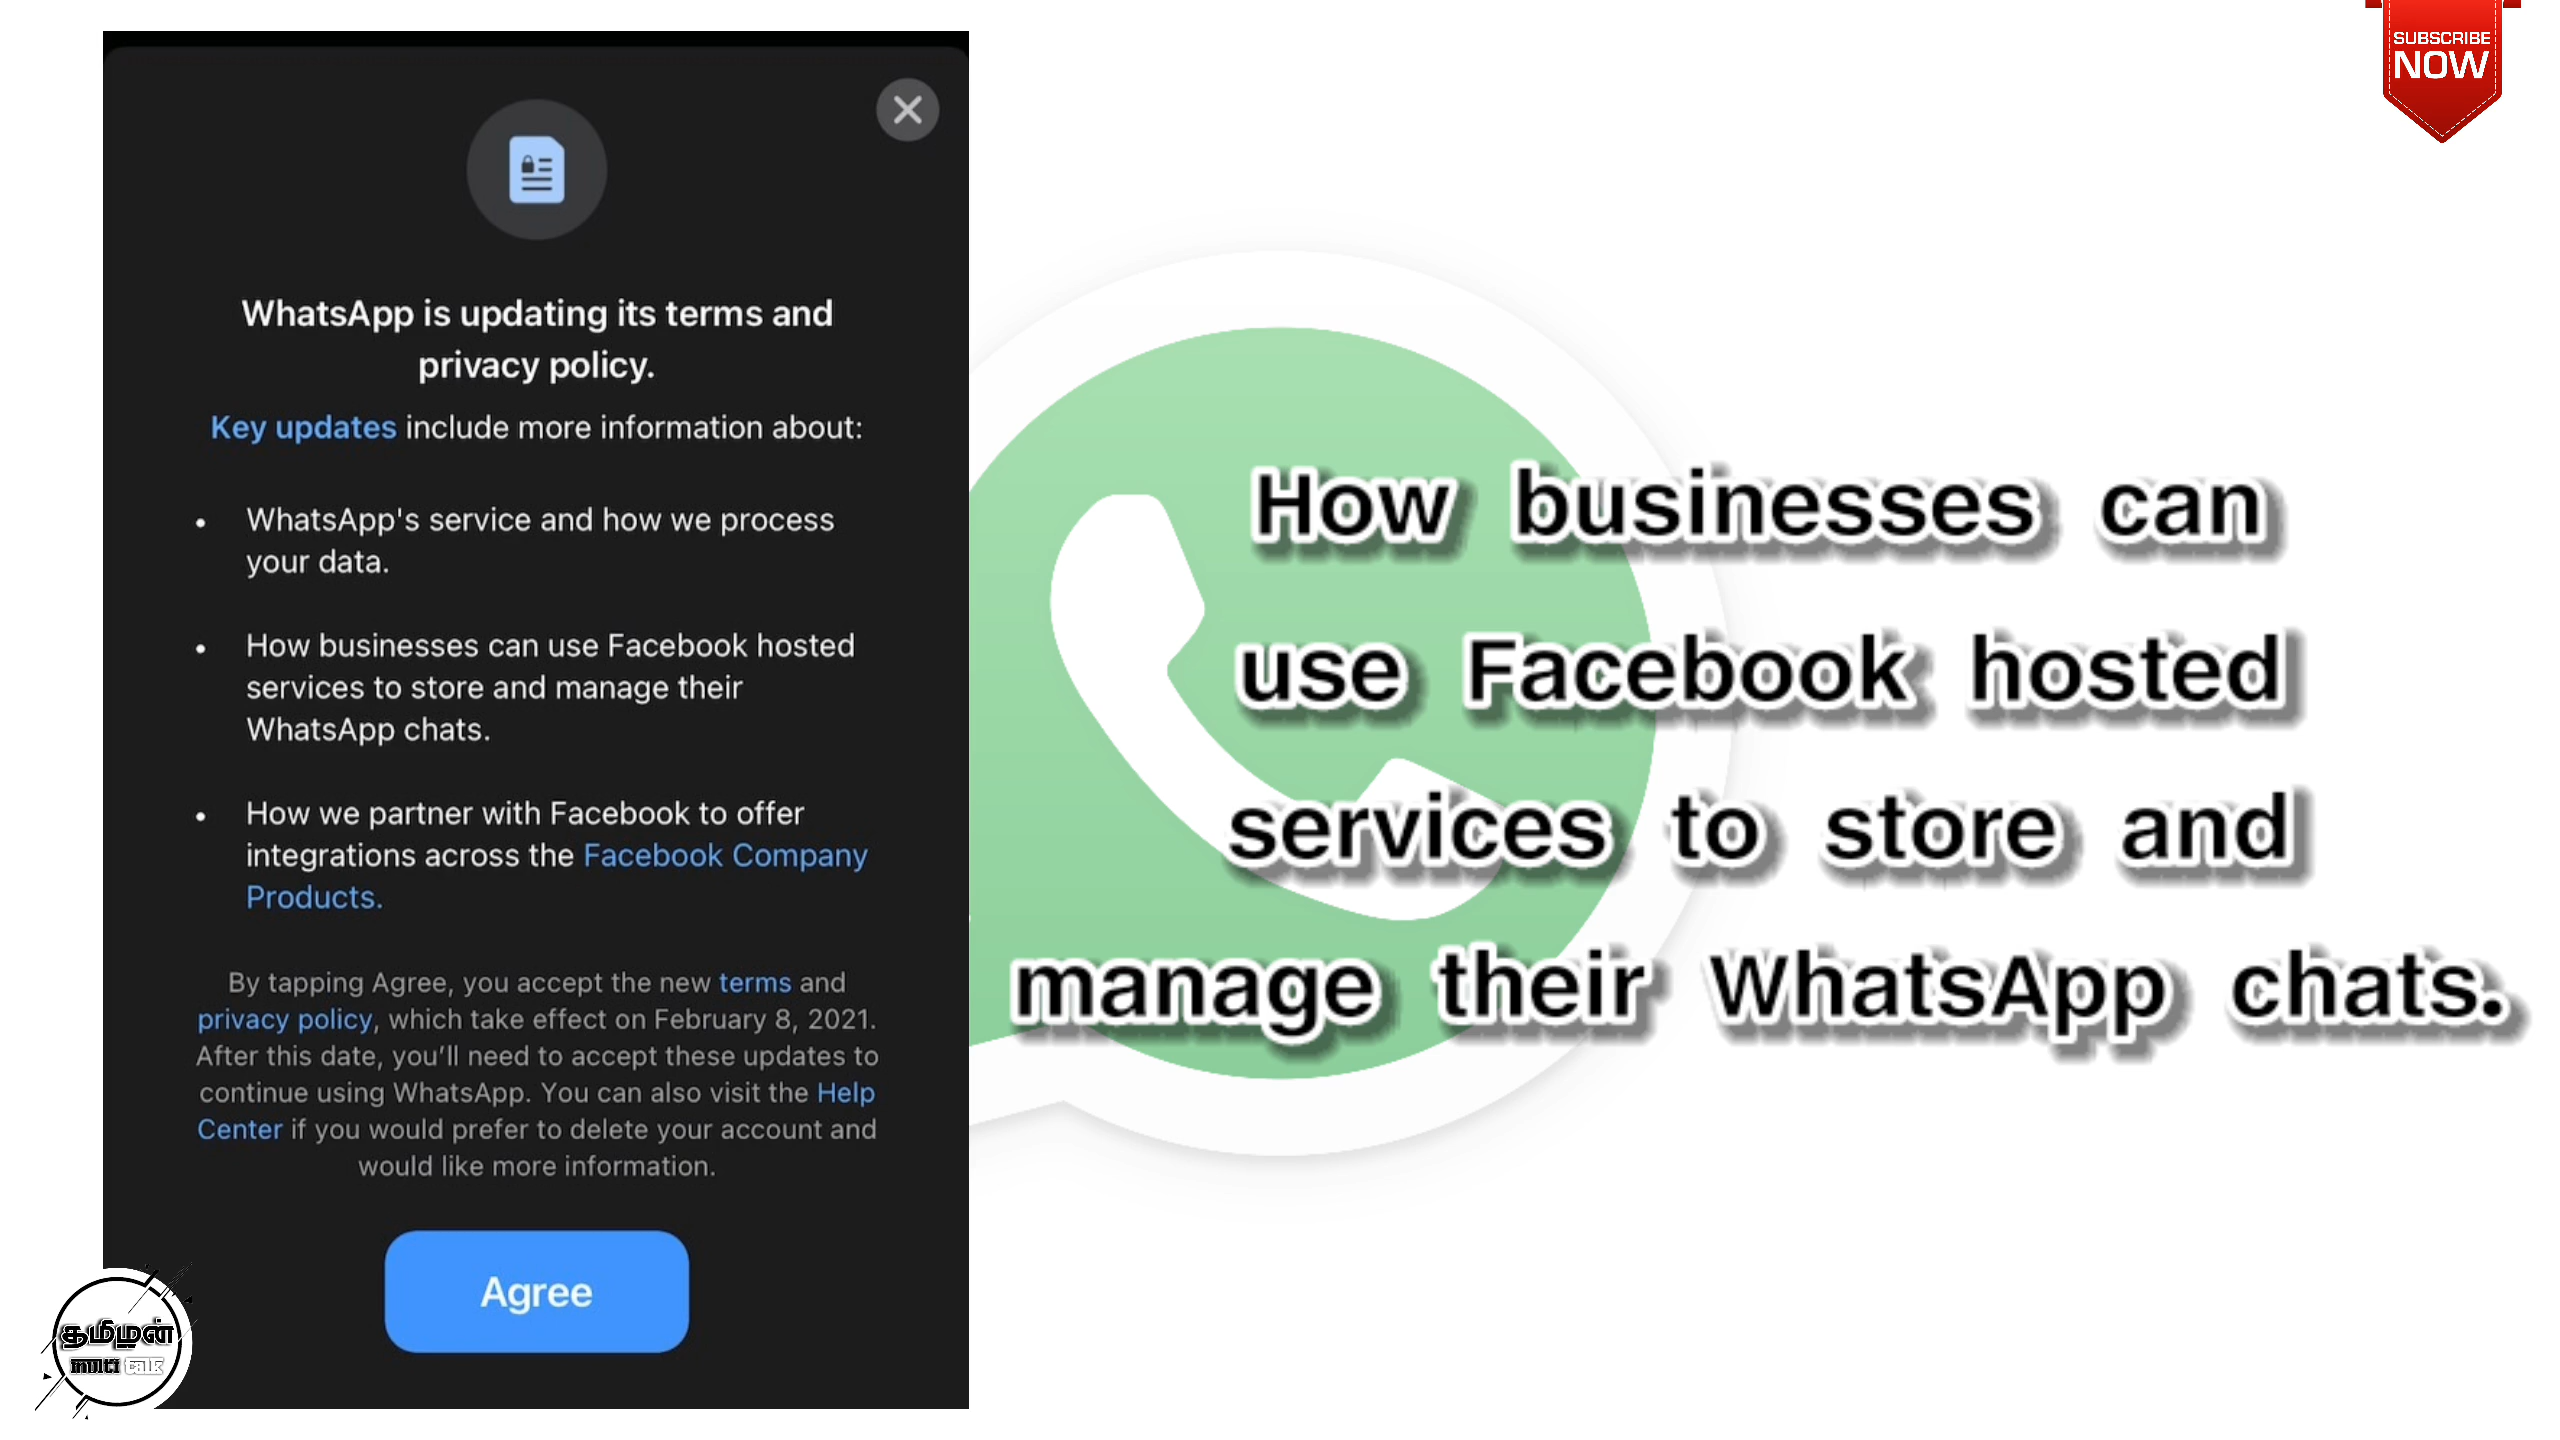 SUBSCRIBE
NOW
WhatsApp is updating its terms and
privacy policy.
Key updates include more information about:
• WhatsApp's service and how we process
your data.
• How businesses can use Facebook hosted
services to store and manage their
WhatsApp chats.
• How we partner with Facebook to offer
integrations across the Facebook Company
Products.
By tapping Agree, you accept the new terms and
privacy policy, which take effect on February 8, 2021.
After this date, you’ll need to accept these updates to
continue using WhatsApp. You can also visit the Help
Center if you would prefer to delete your account and
would like more information.
Agree
How businesses can
use Facebook hosted
services to store and
manage their WhatsApp chats.
தமிழன்
multi talk